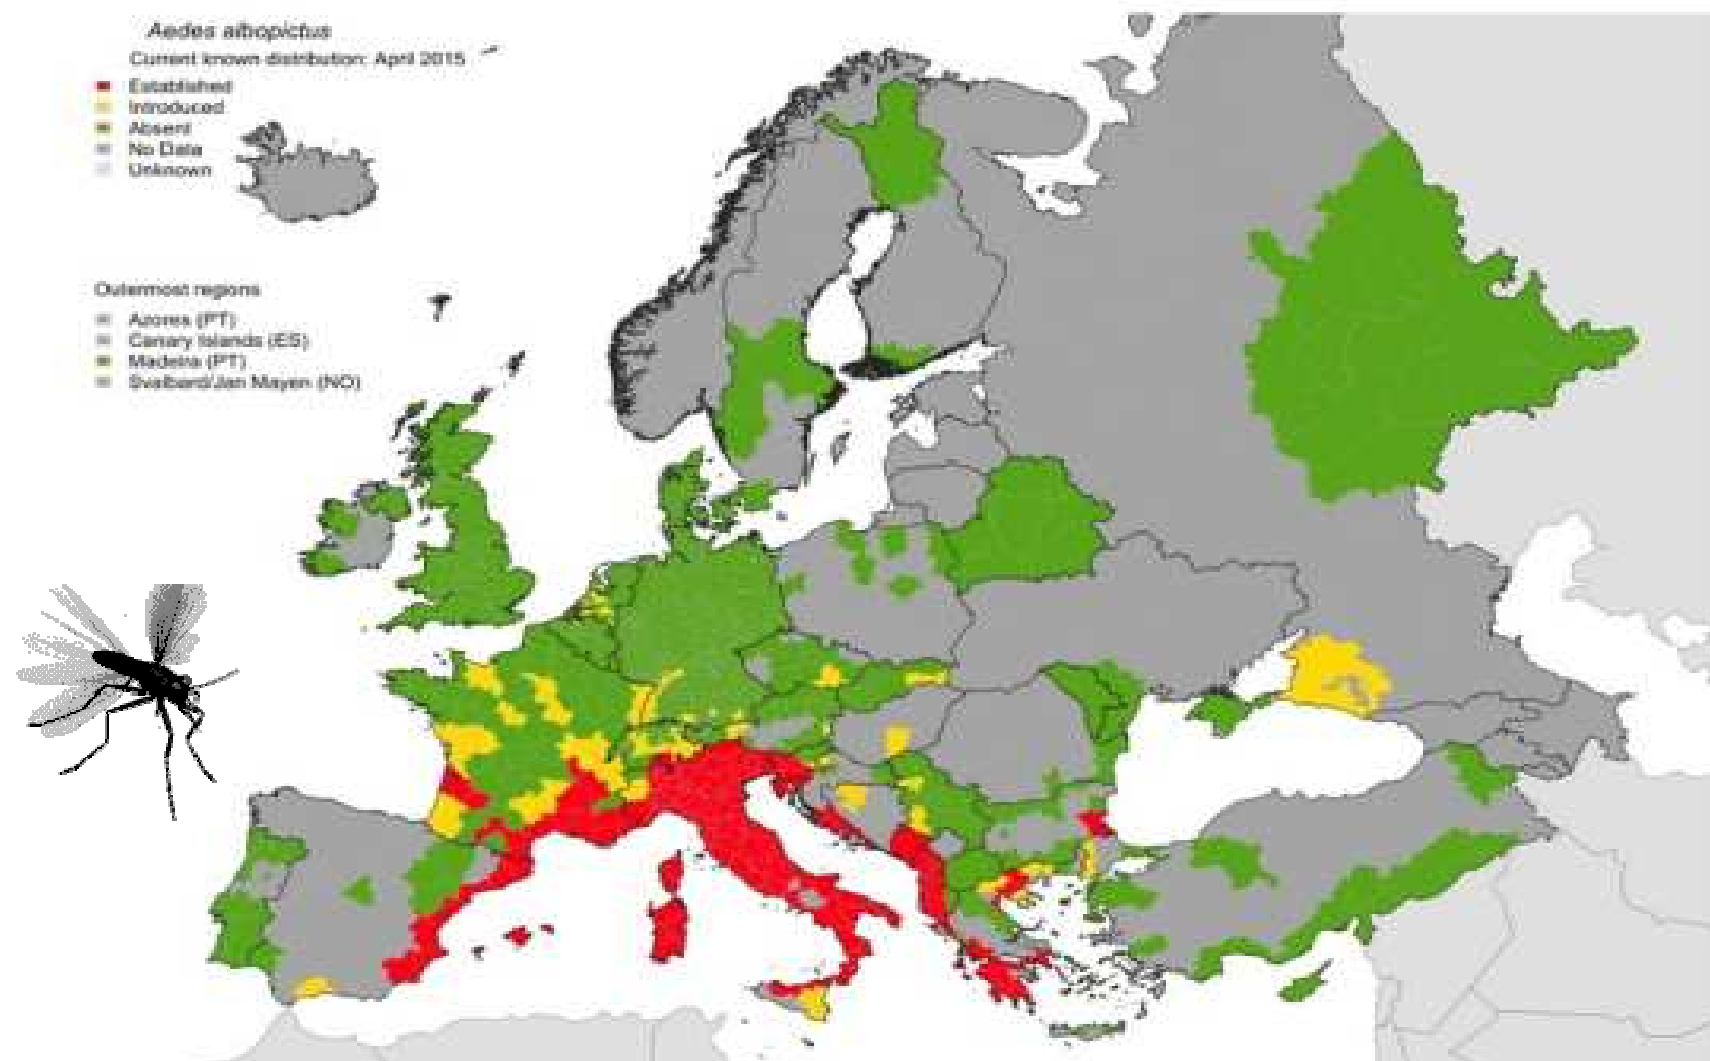 Aedes albopictus
Current known distribution: April 2015
Established
Introduced
Absent
No Data
Unknown
Outermost regions
Azores (PT)
Canary Islands (ES)
Madeira (PT)
Svalbard/Jan Mayen (NO)